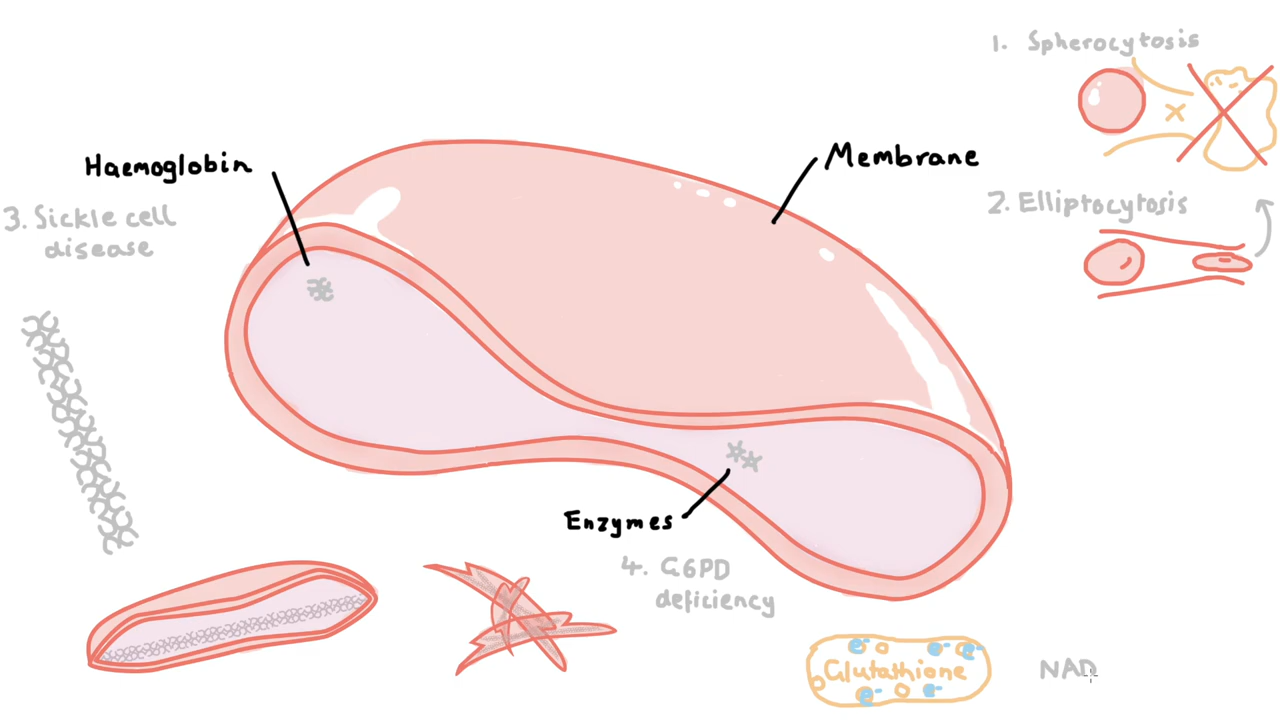 1. Spherocytosis
Haemoglobin
Membrane
3. Sickle cell
disease
2. Elliptocytosis
Enzymes
4. G6PD
deficiency
e- e- e-
Glutathione
e- e-
NAD